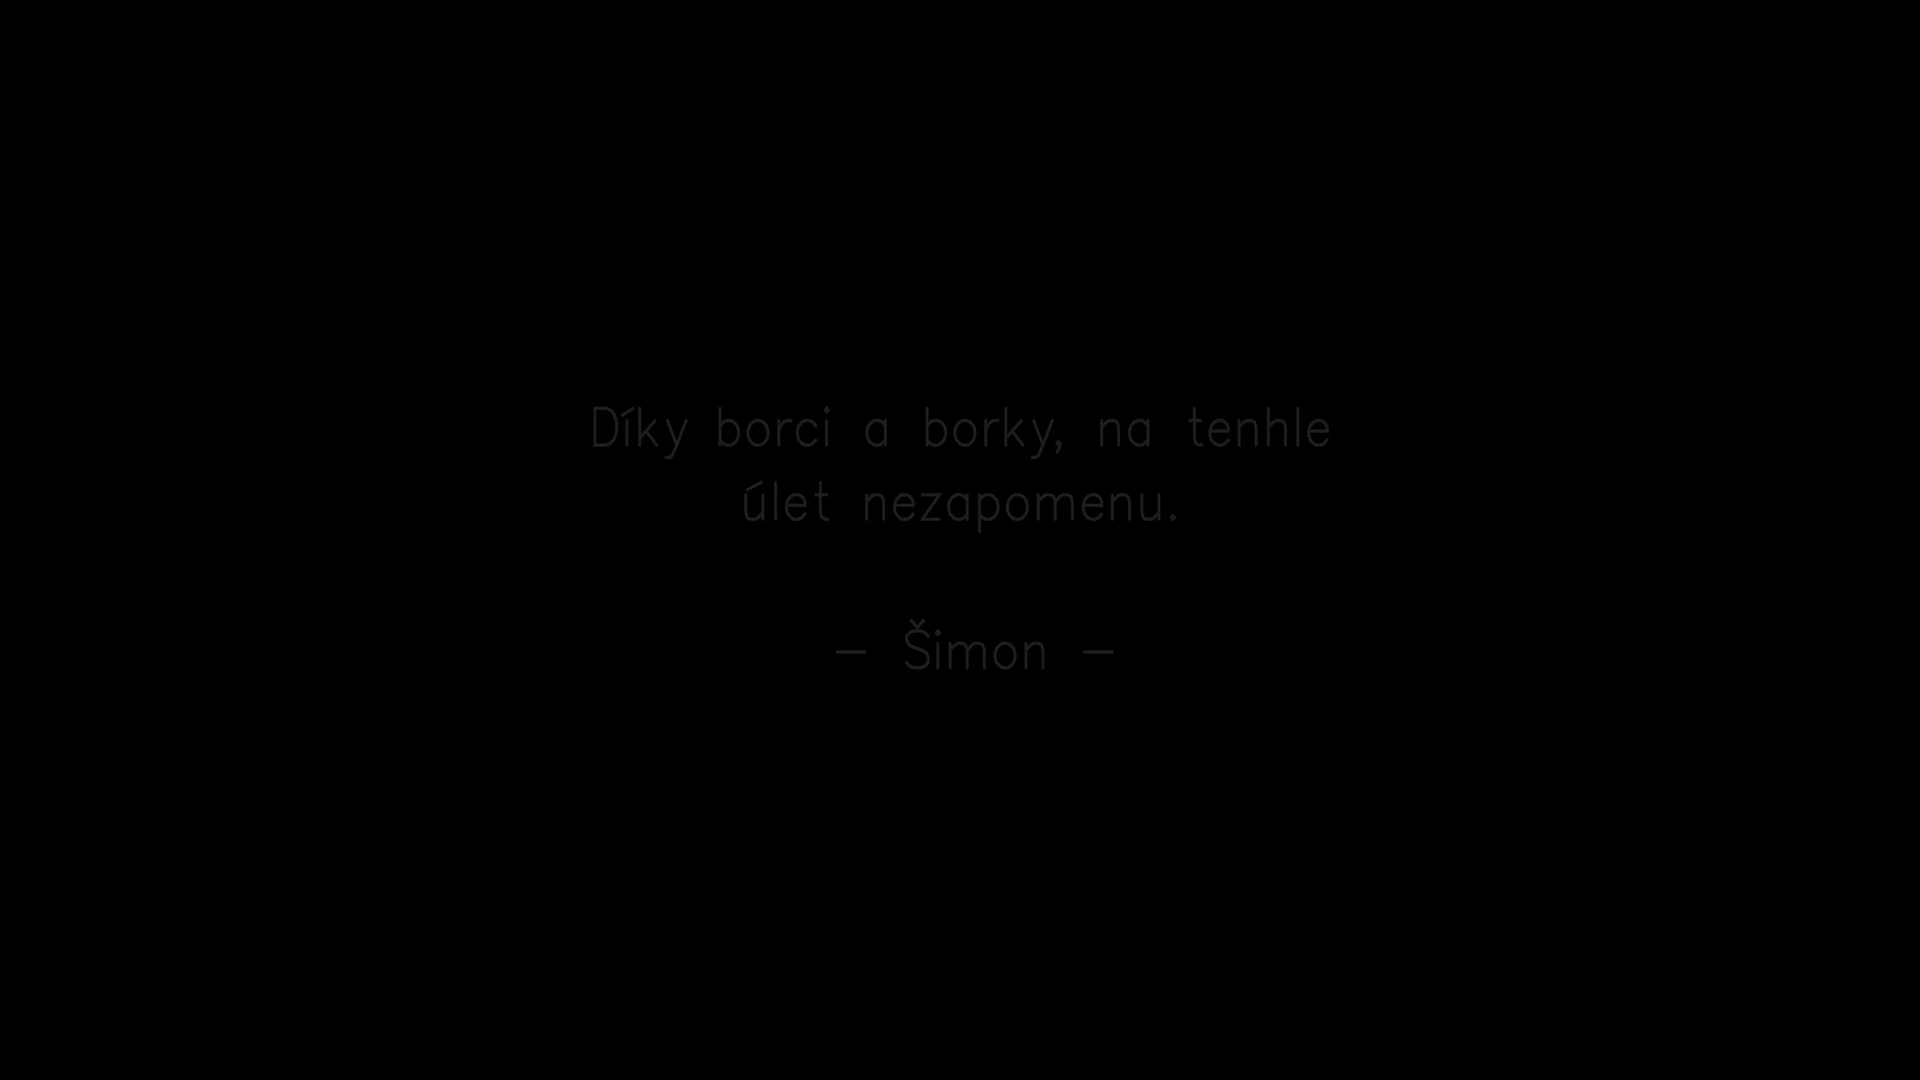 Díky borci a borky, na tenhle
úlet nezapomenu.
— Šimon —